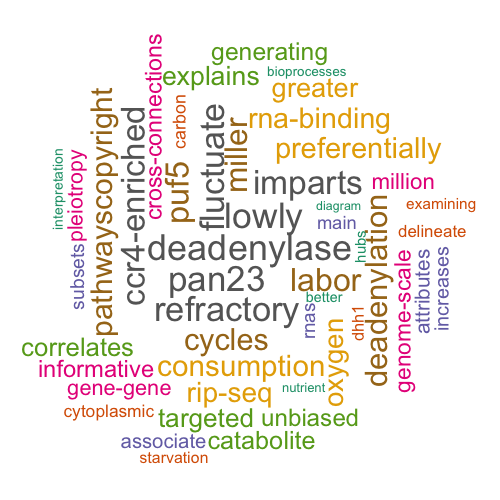 generating
bioprocesses
explains
greater
cross-connections
carbon
pathwayscopyright
ccr4-enriched
puf5
fluctuate
miller
rna-binding
preferentially
interpretation
pleiotropy
subsets
imparts
million
lowly
diagram
main
examining
delineate
deadenylase
hubs
pan23
labor
better
refractory
rnas
dhh1
deadenylation
genome-scale
attributes
increases
cycles
oxygen
correlates
informative
consumption
gene-gene
rip-seq
nutrient
cytoplasmic
targeted
unbiased
associate
catabolite
starvation